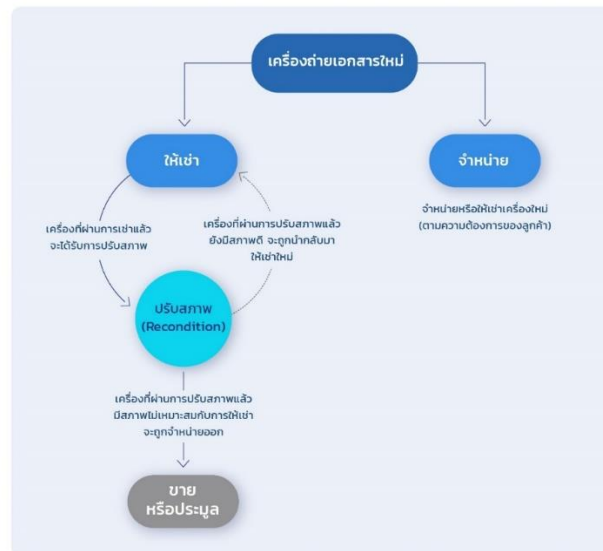 เครื่องถ่ายเอกสารใหม่
ให้เช่า
จำหน่าย
จำหน่ายหรือให้เช่าเครื่องใหม่
(ตามความต้องการของลูกค้า)
เครื่องที่ผ่านการเช่าแล้ว
จะได้รับการปรับสภาพ
เครื่องที่ผ่านการปรับสภาพแล้ว
ยังมีสภาพดี จะถูกนำกลับมา
ให้เช่าใหม่
ปรับสภาพ
(Recondition)
เครื่องที่ผ่านการปรับสภาพแล้ว
มีสภาพไม่เหมาะสมกับการให้เช่า
จะถูกจำหน่ายออก
ขาย
หรือประมูล